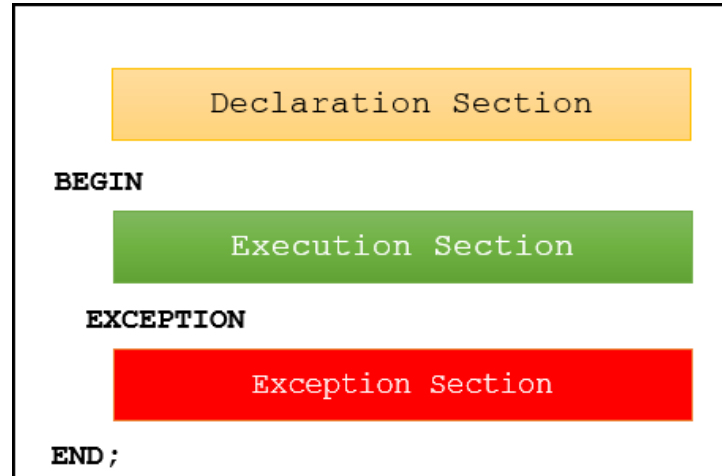 Declaration Section
BEGIN
Execution Section
EXCEPTION
Exception Section
END;